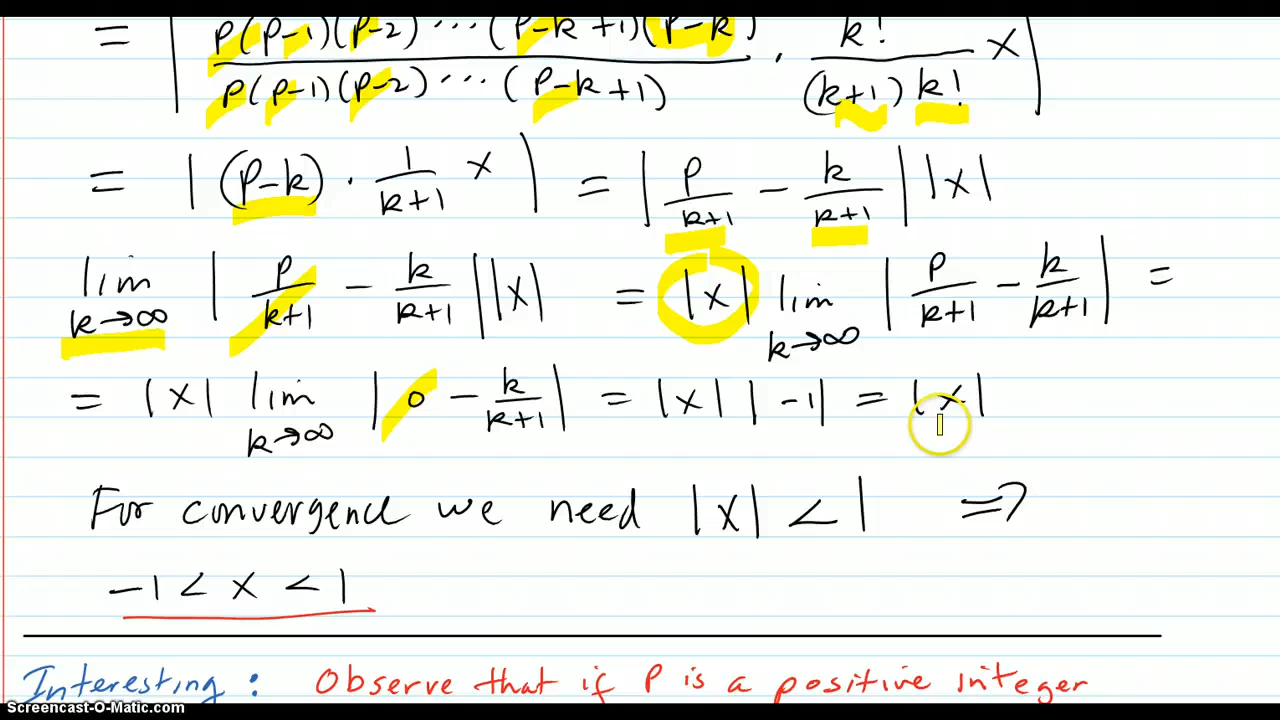 = | p(p-1)(p-2)⋯(p-k+1)(p-k) / p(p-1)(p-2)⋯(p-k+1) · k! / (k+1) k! x |
= | (p-k) · 1/(k+1) x | = | p/(k+1) - k/(k+1) | |x|
lim k→∞ | p/(k+1) - k/(k+1) | |x| = |x| lim k→∞ | p/(k+1) - k/(k+1) | =
= |x| lim k→∞ | 0 - k/(k+1) | = |x| |-1| = |x|
For convergence we need |x| < 1 =>
-1 < x < 1
Interesting: Observe that if P is a positive integer
Screencast-O-Matic.com